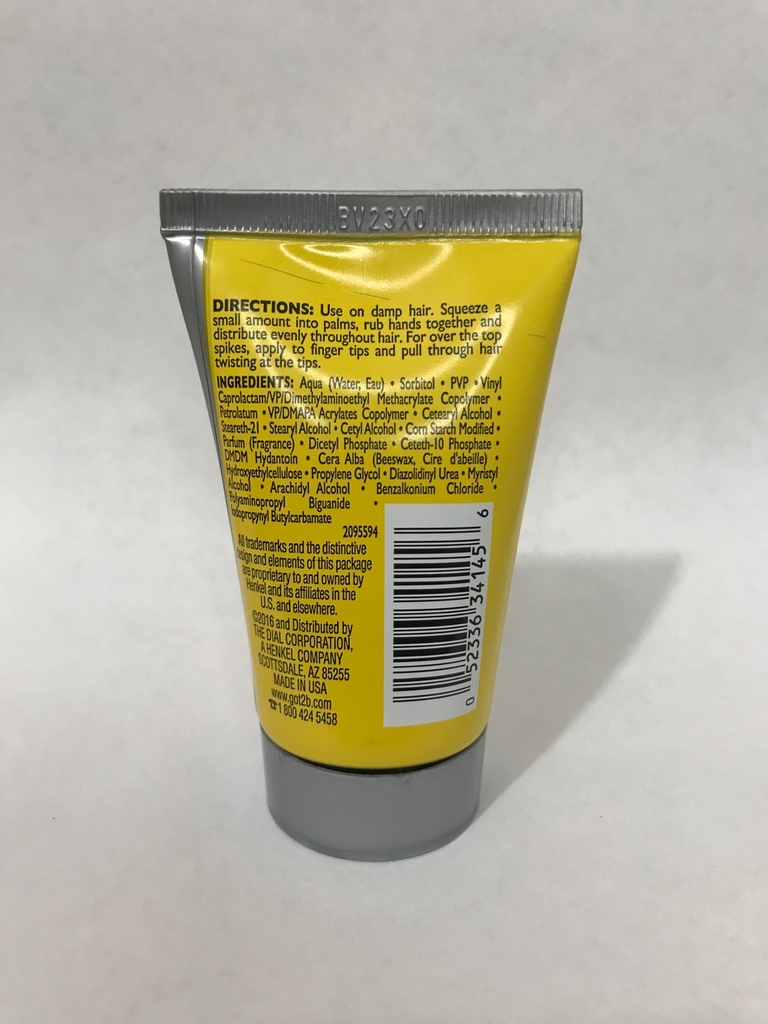 BV23X0
DIRECTIONS: Use on damp hair. Squeeze a
small amount into palms, rub hands together and
distribute evenly throughout hair. For over the top
spikes, apply to finger tips and pull through hair
twisting at the tips.
INGREDIENTS: Aqua (Water, Eau) • Sorbitol • PVP • Vinyl
Caprolactam/VP/Dimethylaminoethyl Methacrylate Copolymer •
Petrolatum • VP/DMAPA Acrylates Copolymer • Cetearyl Alcohol •
Steareth-21 • Stearyl Alcohol • Cetyl Alcohol • Corn Starch Modified •
Parfum (Fragrance) • Dicetyl Phosphate • Ceteth-10 Phosphate •
DMDM Hydantoin • Cera Alba (Beeswax, Cire d'abeille) •
Hydroxyethylcellulose • Propylene Glycol • Diazolidinyl Urea • Myristyl
Alcohol • Arachidyl Alcohol • Benzalkonium Chloride •
Polyaminopropyl Biguanide •
Iodopropynyl Butylcarbamate
2095594
All trademarks and the distinctive
design and elements of this package
are proprietary to and owned by
Henkel and its affiliates in the
U.S. and elsewhere.
©2016 and Distributed by
THE DIAL CORPORATION,
A HENKEL COMPANY
SCOTTSDALE, AZ 85255
MADE IN USA
www.got2b.com
☎1 800 424 5458
0 52336 34145 6